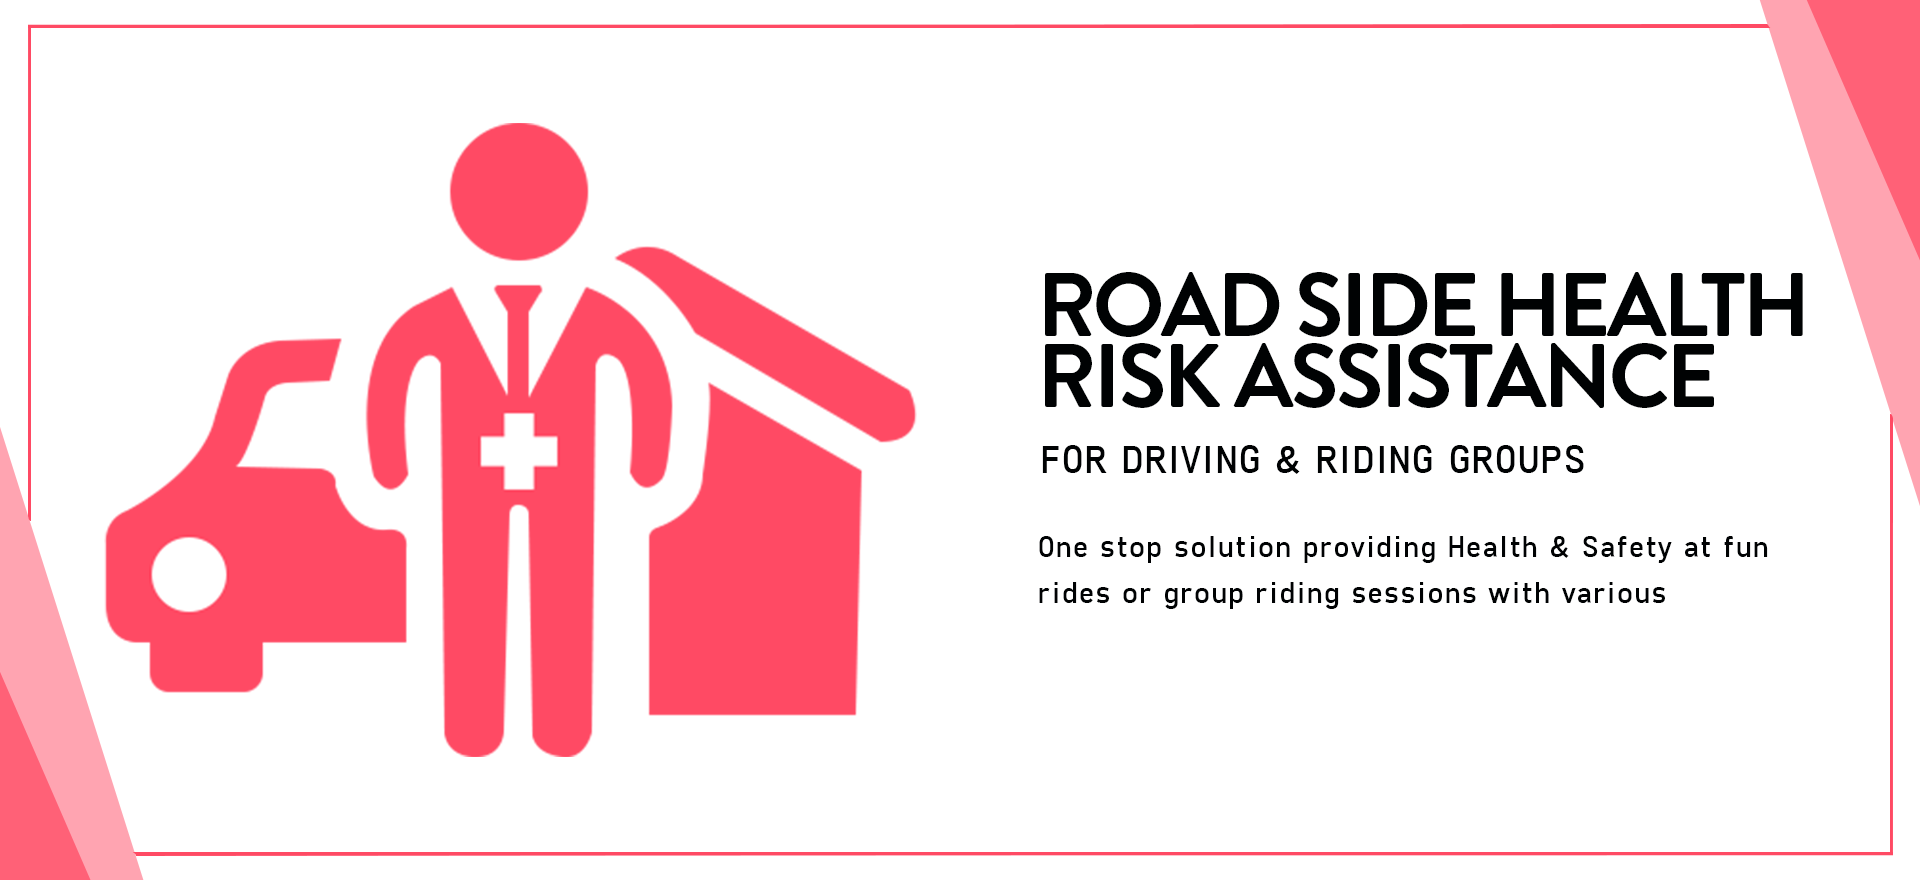 ROAD SIDE HEALTH
RISK ASSISTANCE
FOR DRIVING & RIDING GROUPS
One stop solution providing Health & Safety at fun
rides or group riding sessions with various